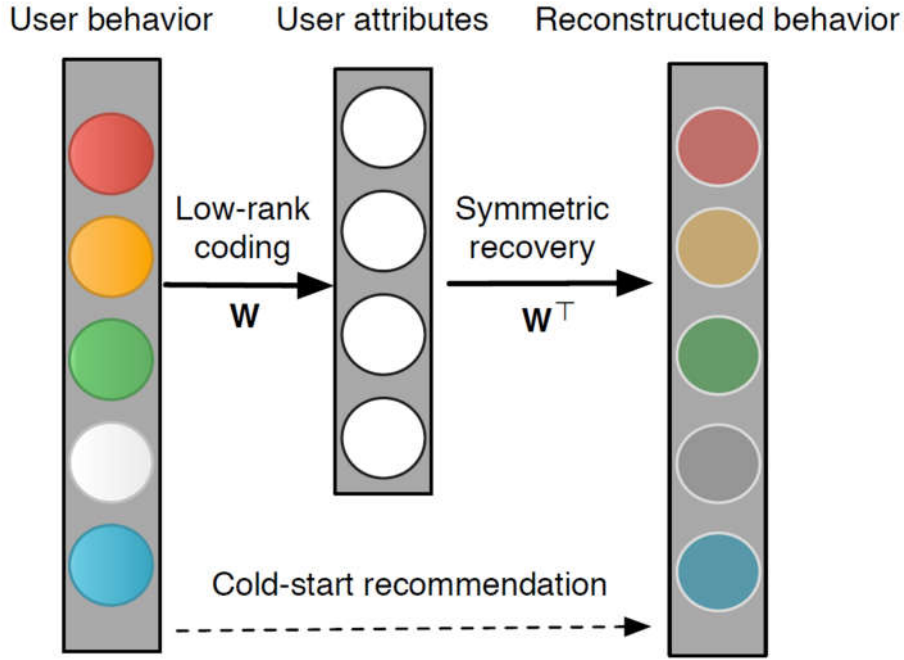 User behavior
User attributes
Reconstructued behavior
Low-rank
coding
W
Symmetric
recovery
W⊤
Cold-start recommendation